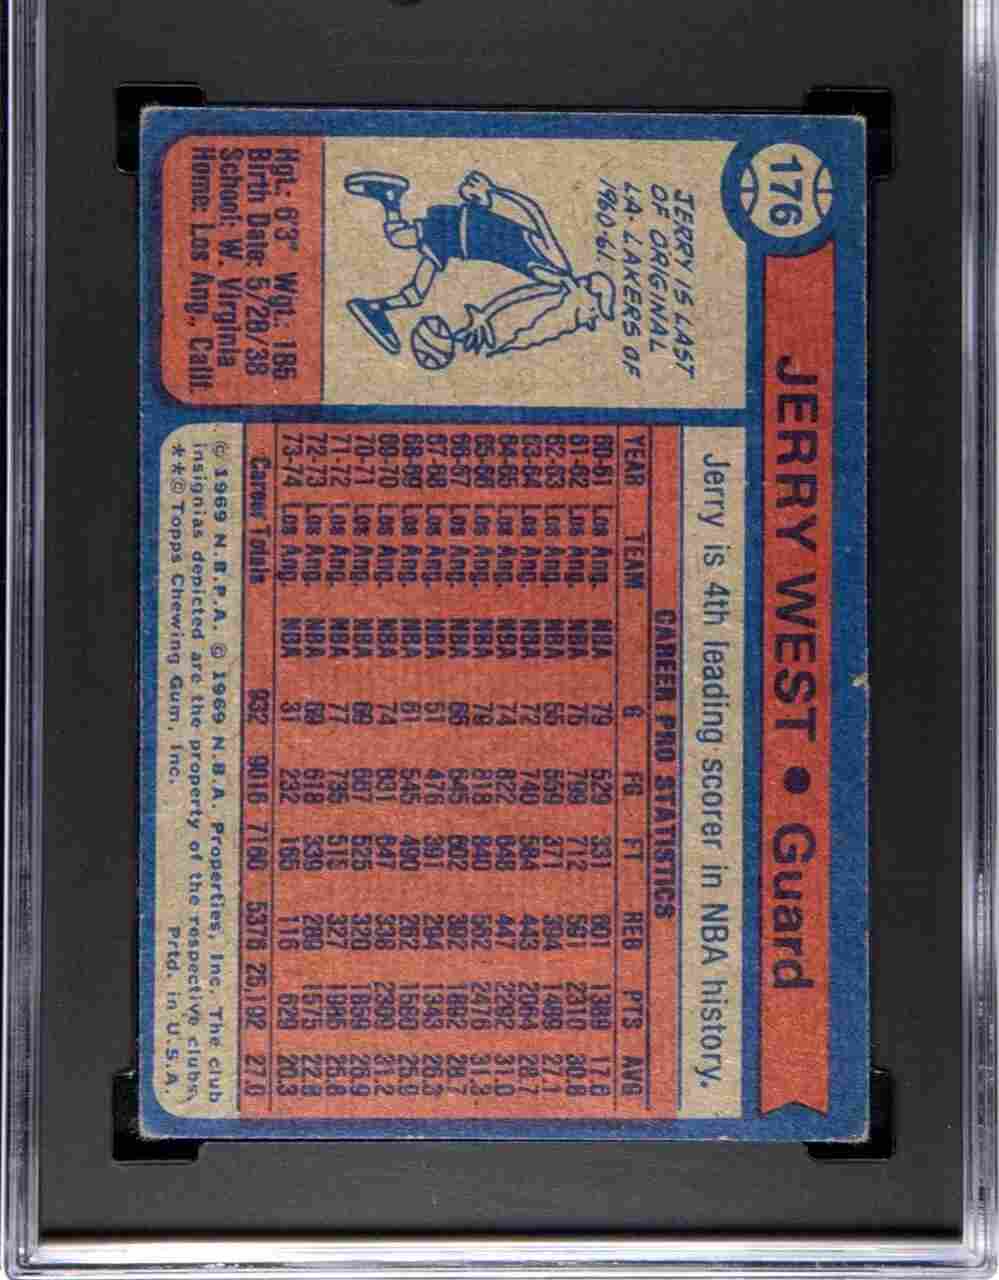 176
JERRY WEST • Guard
JERRY IS LAST
OF ORIGINAL
LA LAKERS OF
1960-61
Hgt.: 6'3" Wgt.: 185
Birth Date: 5/28/38
School: W. Virginia
Home: Los Ang., Calif.
Jerry is 4th leading scorer in NBA history.
CAREER PRO STATISTICS
YEAR TEAM G FG FT REB PTS AVG
60-61 Los Ang. NBA 79 529 331 601 1389 17.6
61-62 Los Ang. NBA 75 799 712 591 2310 30.8
62-63 Los Ang. NBA 55 559 371 384 1489 27.1
63-64 Los Ang. NBA 72 740 584 443 2064 28.7
64-65 Los Ang. NBA 74 822 648 447 2292 31.0
65-66 Los Ang. NBA 79 818 840 562 2476 31.3
66-67 Los Ang. NBA 66 645 602 392 1892 28.7
67-68 Los Ang. NBA 51 476 391 294 1343 26.3
68-69 Los Ang. NBA 61 545 490 262 1580 25.9
69-70 Los Ang. NBA 74 831 641 338 2309 31.2
70-71 Los Ang. NBA 69 667 525 320 1859 26.9
71-72 Los Ang. NBA 77 735 515 327 1985 25.8
72-73 Los Ang. NBA 69 618 339 289 1575 22.8
73-74 Los Ang. NBA 31 232 165 116 629 20.3
Career Totals 932 9016 7160 5376 25192 27.0
© 1969 N.B.P.A. © 1969 N.B.A. Properties, Inc. The club
insignias depicted are the property of the respective clubs.
**© Topps Chewing Gum, Inc. Prtd. in U.S.A.